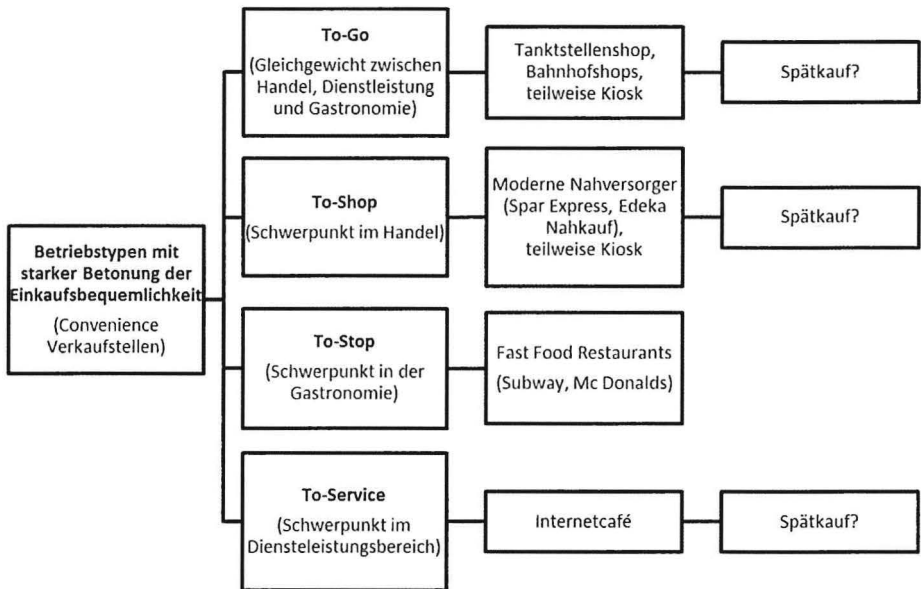 Betriebstypen mit
starker Betonung der
Einkaufsbequemlichkeit
(Convenience
Verkaufstellen)
To-Go
(Gleichgewicht zwischen
Handel, Dienstleistung
und Gastronomie)
Tanktstellenshop,
Bahnhofshops,
teilweise Kiosk
Spätkauf?
To-Shop
(Schwerpunkt im Handel)
Moderne Nahversorger
(Spar Express, Edeka
Nahkauf),
teilweise Kiosk
Spätkauf?
To-Stop
(Schwerpunkt in der
Gastronomie)
Fast Food Restaurants
(Subway, Mc Donalds)
To-Service
(Schwerpunkt im
Diensteleistungsbereich)
Internetcafé
Spätkauf?